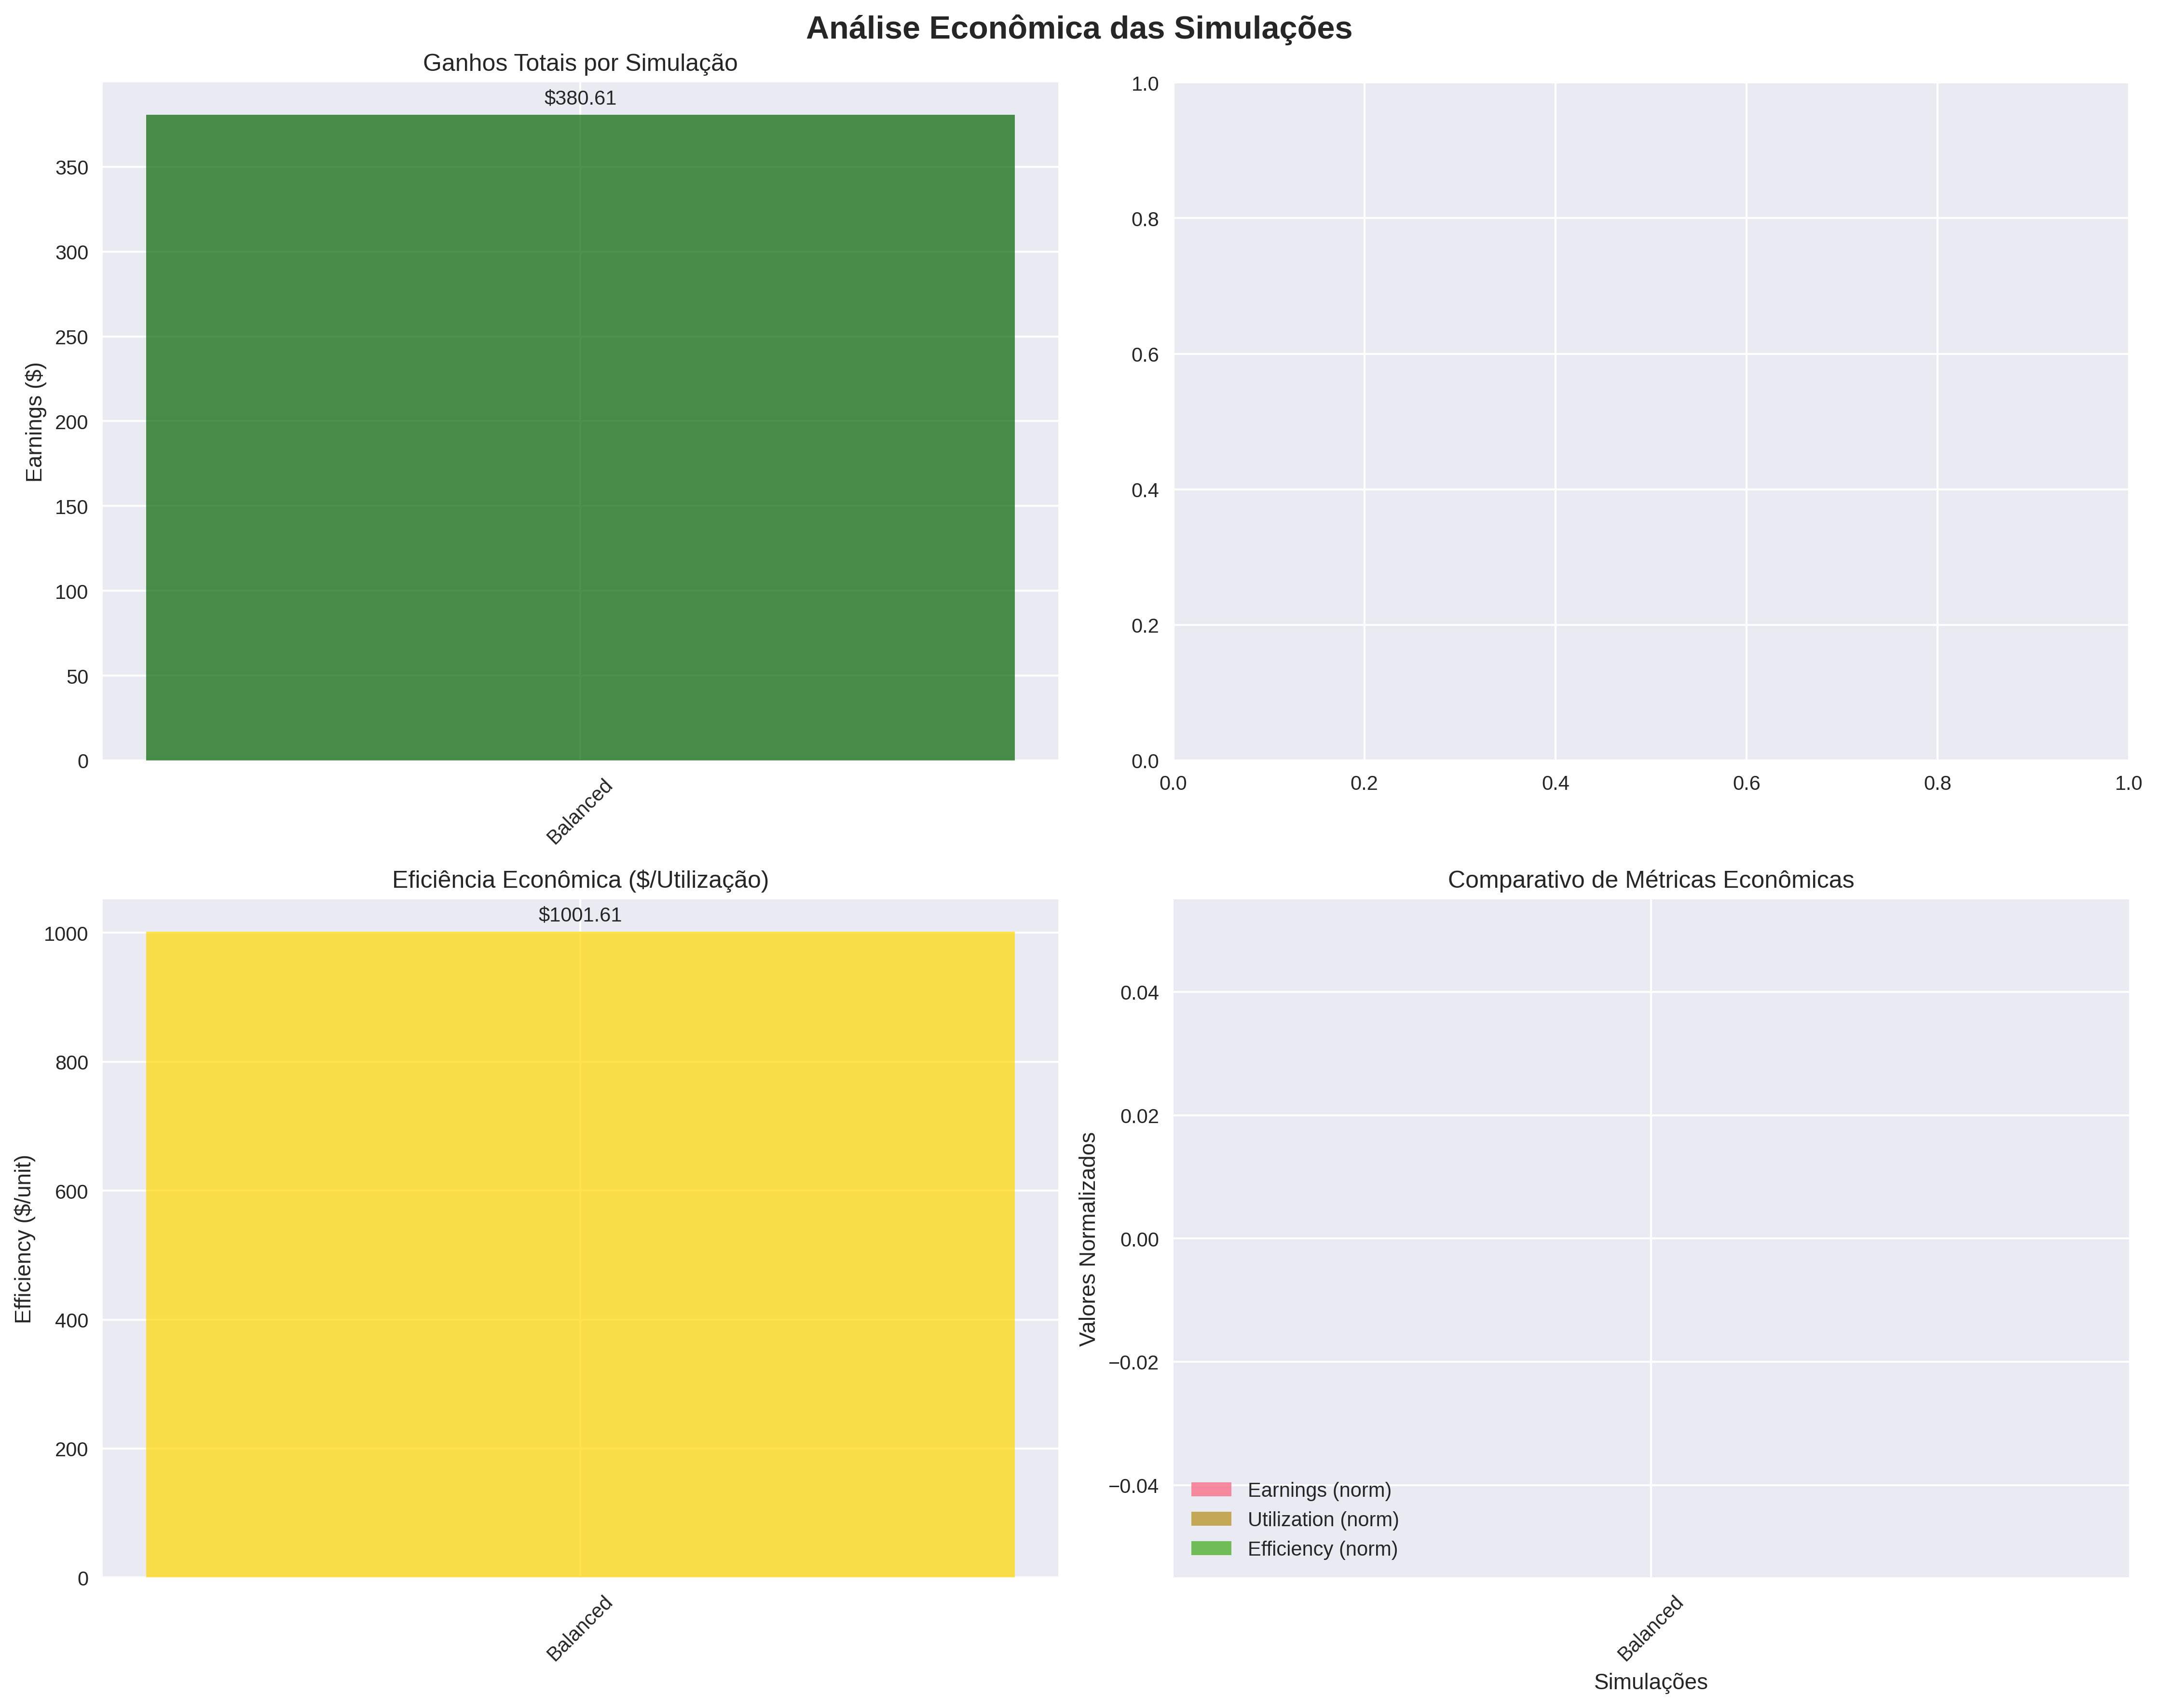 Análise Econômica das Simulações
Ganhos Totais por Simulação
$380.61
Earnings ($)
350
300
250
200
150
100
50
0
Balanced
1.0
0.8
0.6
0.4
0.2
0.0
0.0 0.2 0.4 0.6 0.8 1.0
Eficiência Econômica ($/Utilização)
$1001.61
Efficiency ($/unit)
1000
800
600
400
200
0
Balanced
Comparativo de Métricas Econômicas
Valores Normalizados
0.04
0.02
0.00
−0.02
−0.04
Earnings (norm)
Utilization (norm)
Efficiency (norm)
Balanced
Simulações